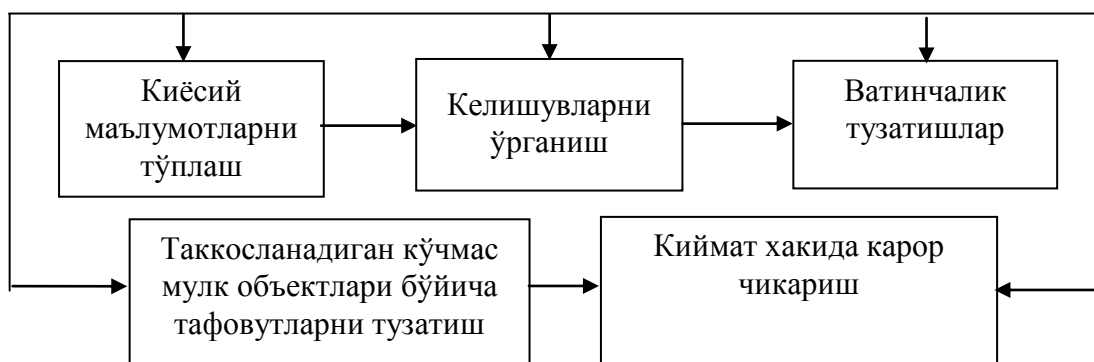 Киёсий
маълумотларни
тўплаш
Келишувларни
ўрганиш
Ватинчалик
тузатишлар
Таккосланадиган кўчмас
мулк объектлари бўйича
тафовутларни тузатиш
Киймат хакида карор
чикариш